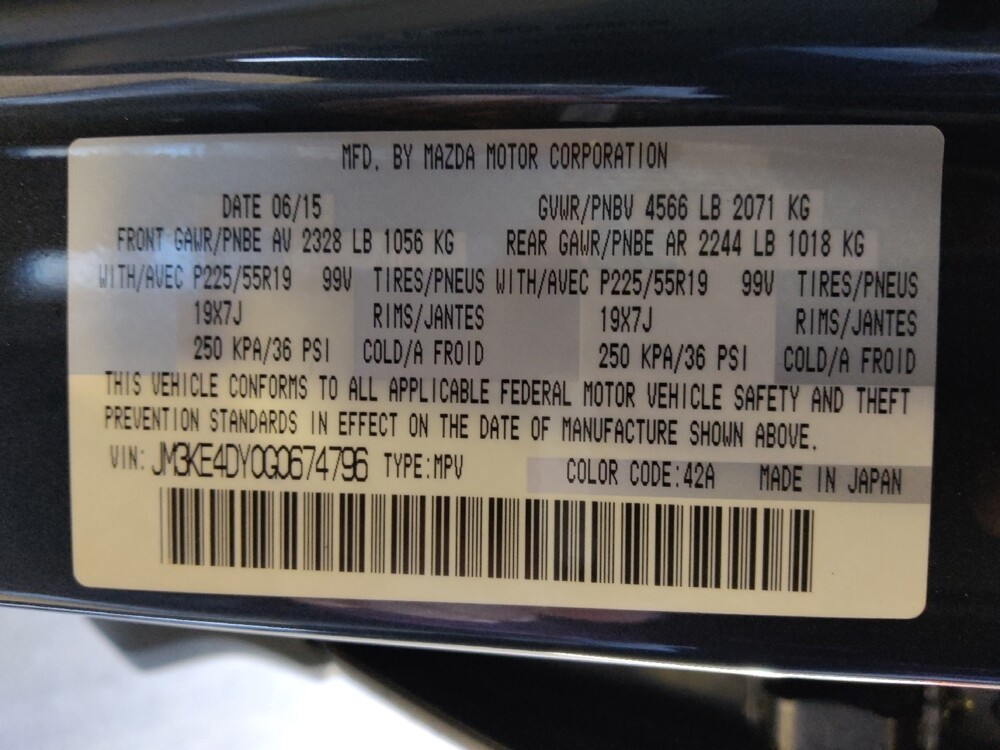 MFD. BY MAZDA MOTOR CORPORATION
DATE 06/15 GVWR/PNBV 4566 LB 2071 KG
FRONT GAWR/PNBE AV 2328 LB 1056 KG REAR GAWR/PNBE AR 2244 LB 1018 KG
WITH/AVEC P225/55R19 99V TIRES/PNEUS WITH/AVEC P225/55R19 99V TIRES/PNEUS
19X7J RIMS/JANTES 19X7J RIMS/JANTES
250 KPA/36 PSI COLD/A FROID 250 KPA/36 PSI COLD/A FROID
THIS VEHICLE CONFORMS TO ALL APPLICABLE FEDERAL MOTOR VEHICLE SAFETY AND THEFT
PREVENTION STANDARDS IN EFFECT ON THE DATE OF MANUFACTURE SHOWN ABOVE.
VIN: JM3KE4DY0G0674796 TYPE:MPV COLOR CODE:42A MADE IN JAPAN